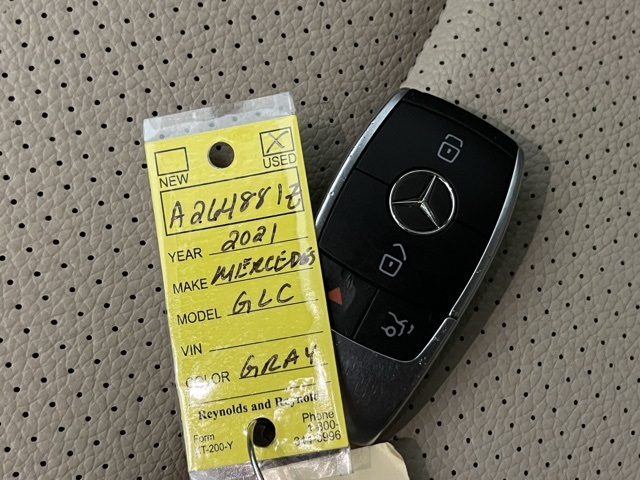 NEW
USED
A264881Z
YEAR 2021
MAKE MERCEDES
MODEL GLC
VIN
COLOR GRAY
Reynolds and Reynolds
Form
Phone